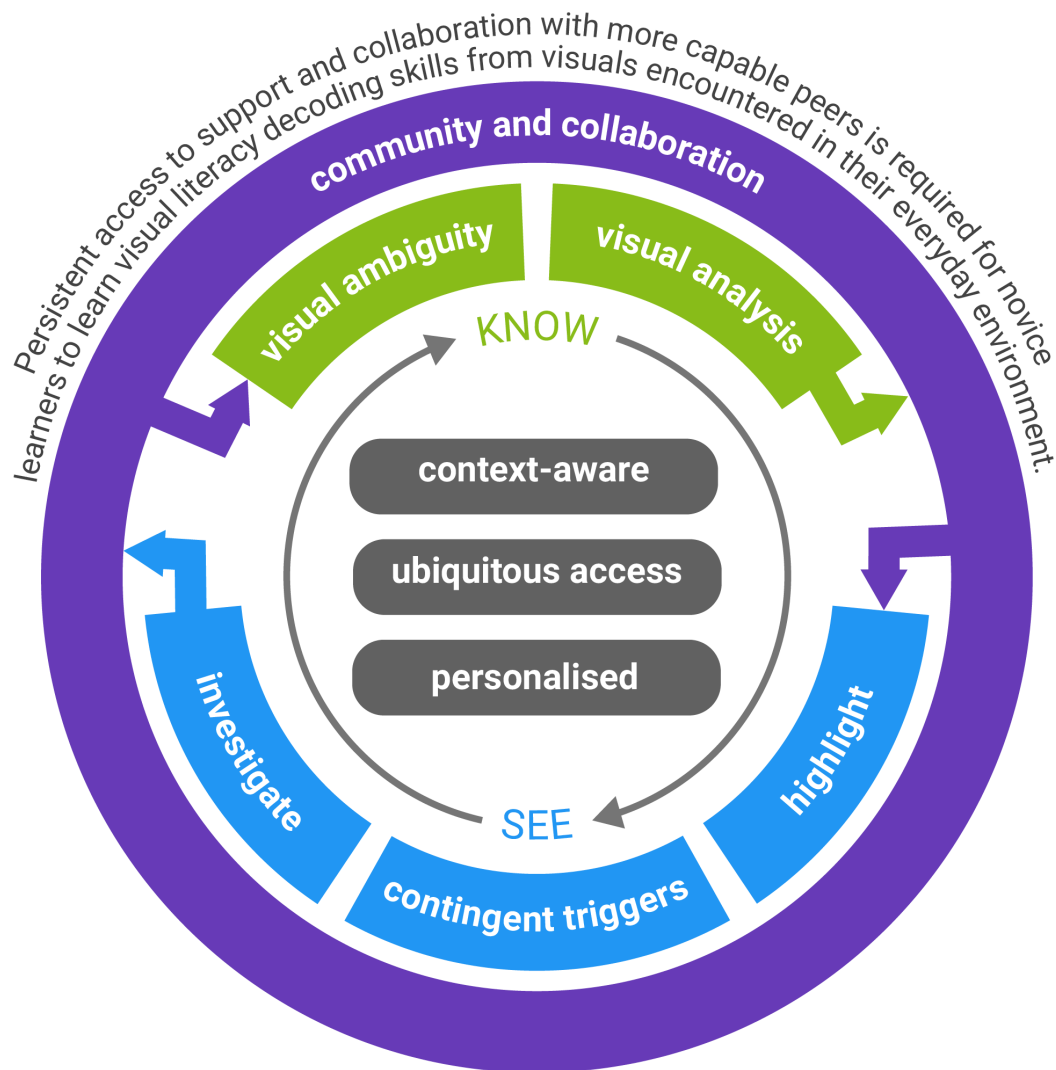 Persistent access to support and collaboration with more capable peers is required for novice
learners to learn visual literacy decoding skills from visuals encountered in their everyday environment.
community and collaboration
visual ambiguity
visual analysis
KNOW
context-aware
ubiquitous access
personalised
investigate
highlight
SEE
contingent triggers